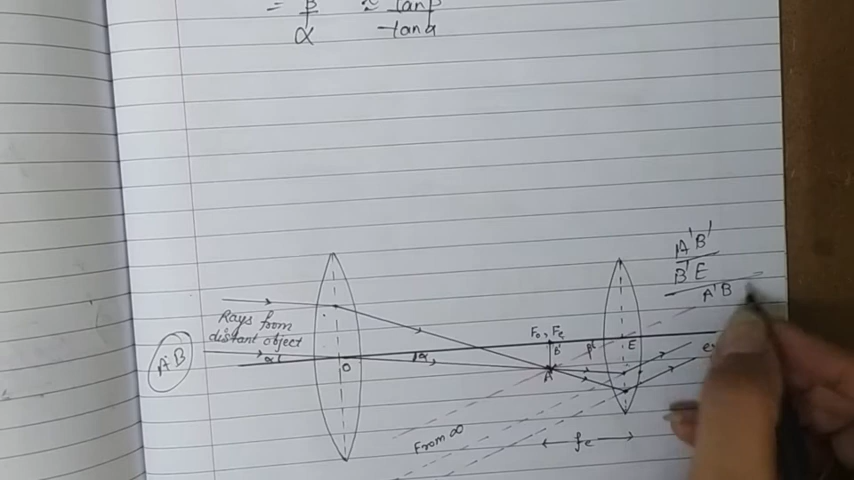 = β/α ≈ tanβ/tanα
A'B'
B'E
A'B
Rays from
distant object
AB
α
O
α
Fo, Fe
B'
A'
β
E
From ∞
fe